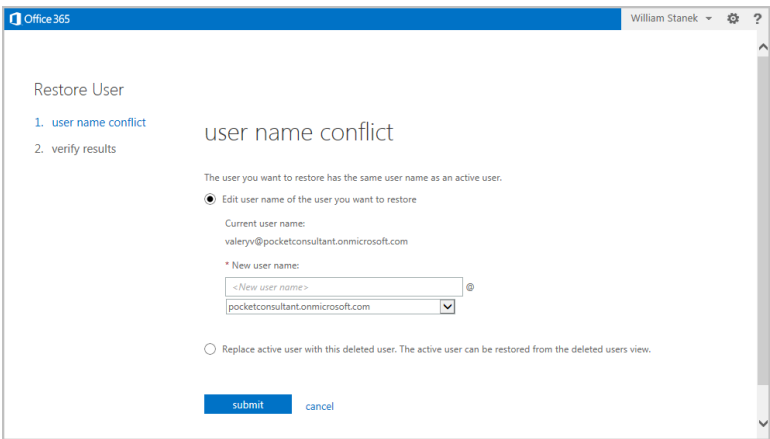 Office 365
William Stanek
?
Restore User
1. user name conflict
2. verify results
user name conflict
The user you want to restore has the same user name as an active user.
Edit user name of the user you want to restore
Current user name:
valeryv@pocketconsultant.onmicrosoft.com
* New user name:
<New user name>
@
pocketconsultant.onmicrosoft.com
Replace active user with this deleted user. The active user can be restored from the deleted users view.
submit
cancel